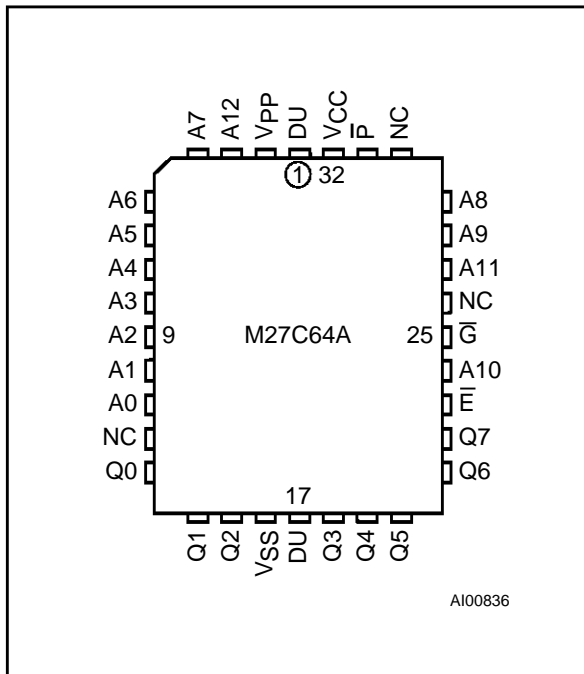 A7 A12 VPP DU VCC P̅ NC
1 32
A6 A8
A5 A9
A4 A11
A3 NC
A2 9 M27C64A 25 G̅
A1 A10
A0 E̅
NC Q7
Q0 Q6
17
Q1 Q2 VSS DU Q3 Q4 Q5
AI00836